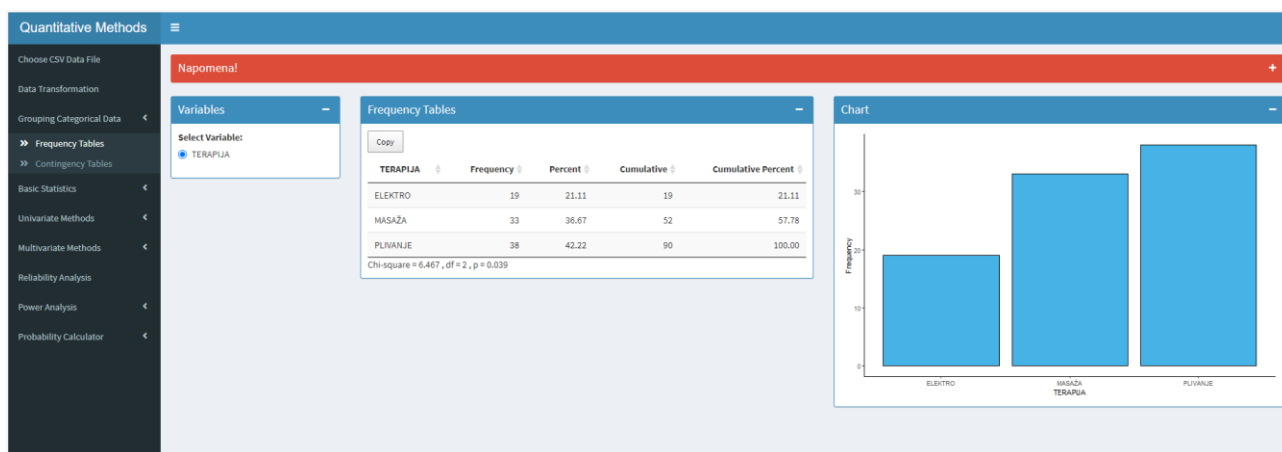 Quantitative Methods
Choose CSV Data File
Data Transformation
Grouping Categorical Data
Frequency Tables
Contingency Tables
Basic Statistics
Univariate Methods
Multivariate Methods
Reliability Analysis
Power Analysis
Probability Calculator
Napomena!
Variables
Select Variable:
TERAPIJA
Frequency Tables
Copy
TERAPIJA Frequency Percent Cumulative Cumulative Percent
ELEKTRO 19 21.11 19 21.11
MASAŽA 33 36.67 52 57.78
PLIVANJE 38 42.22 90 100.00
Chi-square = 6.467 , df = 2 , p = 0.039
Chart
Frequency
30
20
10
0
ELEKTRO MASAŽA PLIVANJE
TERAPIJA